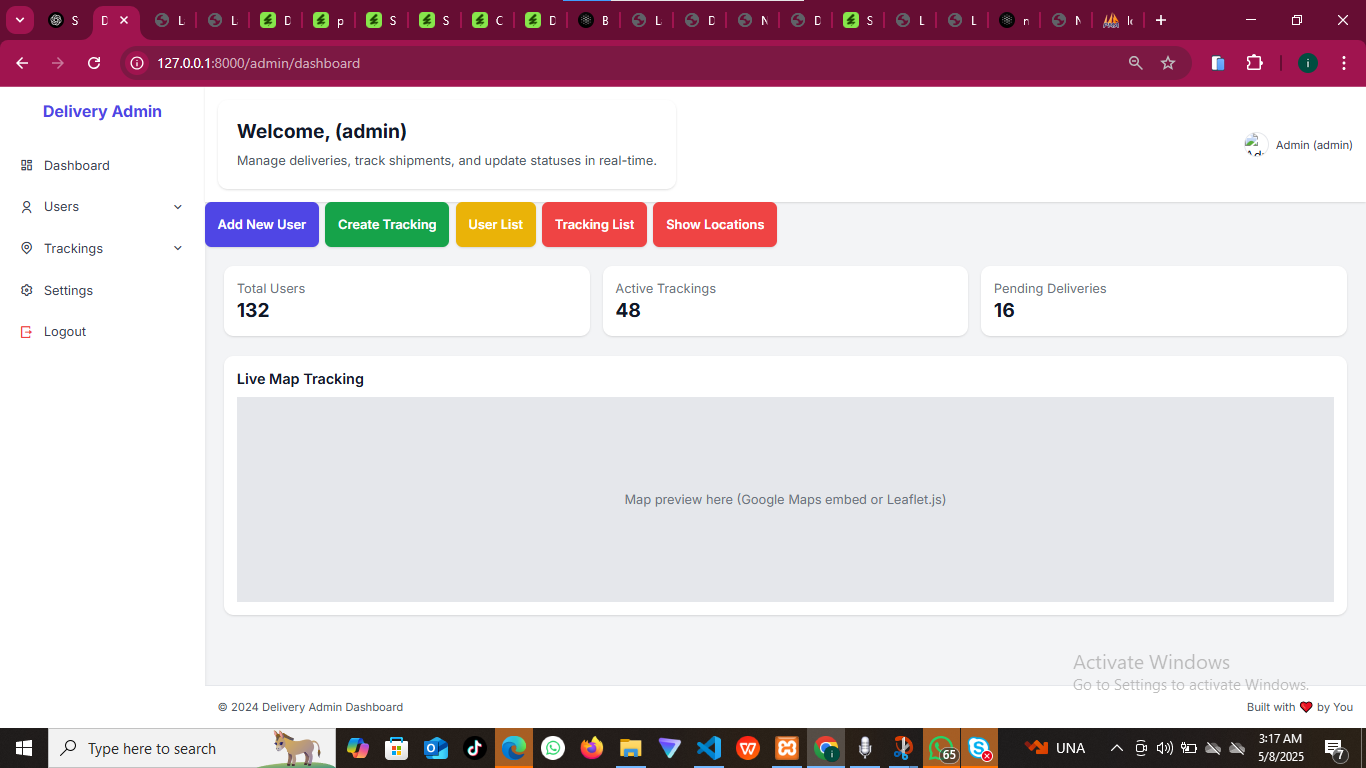 S
D
L
L
D
p
S
S
C
D
B
L
D
N
D
S
L
L
n
N
127.0.0.1:8000/admin/dashboard
i
Delivery Admin
Dashboard
Users
Trackings
Settings
Logout
Welcome, (admin)
Manage deliveries, track shipments, and update statuses in real-time.
Admin (admin)
Add New User
Create Tracking
User List
Tracking List
Show Locations
Total Users
132
Active Trackings
48
Pending Deliveries
16
Live Map Tracking
Map preview here (Google Maps embed or Leaflet.js)
Activate Windows
Go to Settings to activate Windows.
© 2024 Delivery Admin Dashboard
Built with ❤ by You
Type here to search
65
UNA
3:17 AM
5/8/2025
7